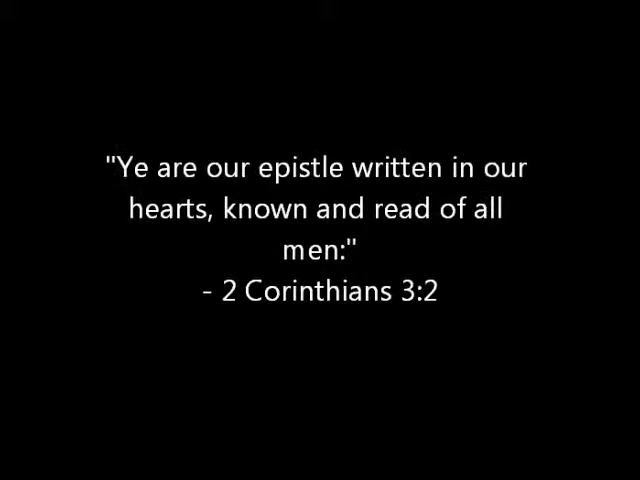 "Ye are our epistle written in our
hearts, known and read of all
men:"
- 2 Corinthians 3:2